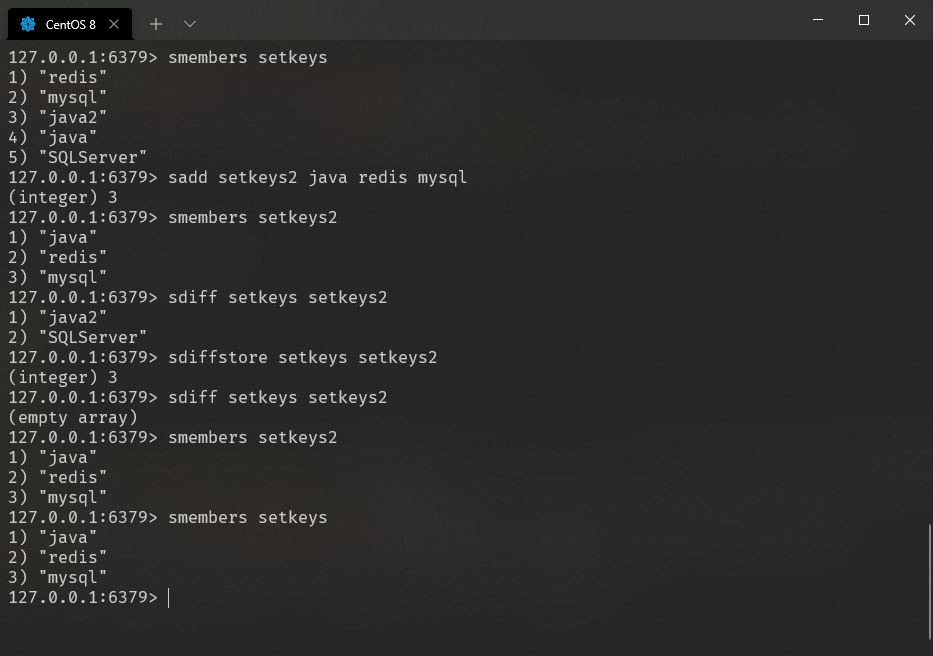 CentOS 8
127.0.0.1:6379> smembers setkeys
1) "redis"
2) "mysql"
3) "java2"
4) "java"
5) "SQLServer"
127.0.0.1:6379> sadd setkeys2 java redis mysql
(integer) 3
127.0.0.1:6379> smembers setkeys2
1) "java"
2) "redis"
3) "mysql"
127.0.0.1:6379> sdiff setkeys setkeys2
1) "java2"
2) "SQLServer"
127.0.0.1:6379> sdiffstore setkeys setkeys2
(integer) 3
127.0.0.1:6379> sdiff setkeys setkeys2
(empty array)
127.0.0.1:6379> smembers setkeys2
1) "java"
2) "redis"
3) "mysql"
127.0.0.1:6379> smembers setkeys
1) "java"
2) "redis"
3) "mysql"
127.0.0.1:6379>